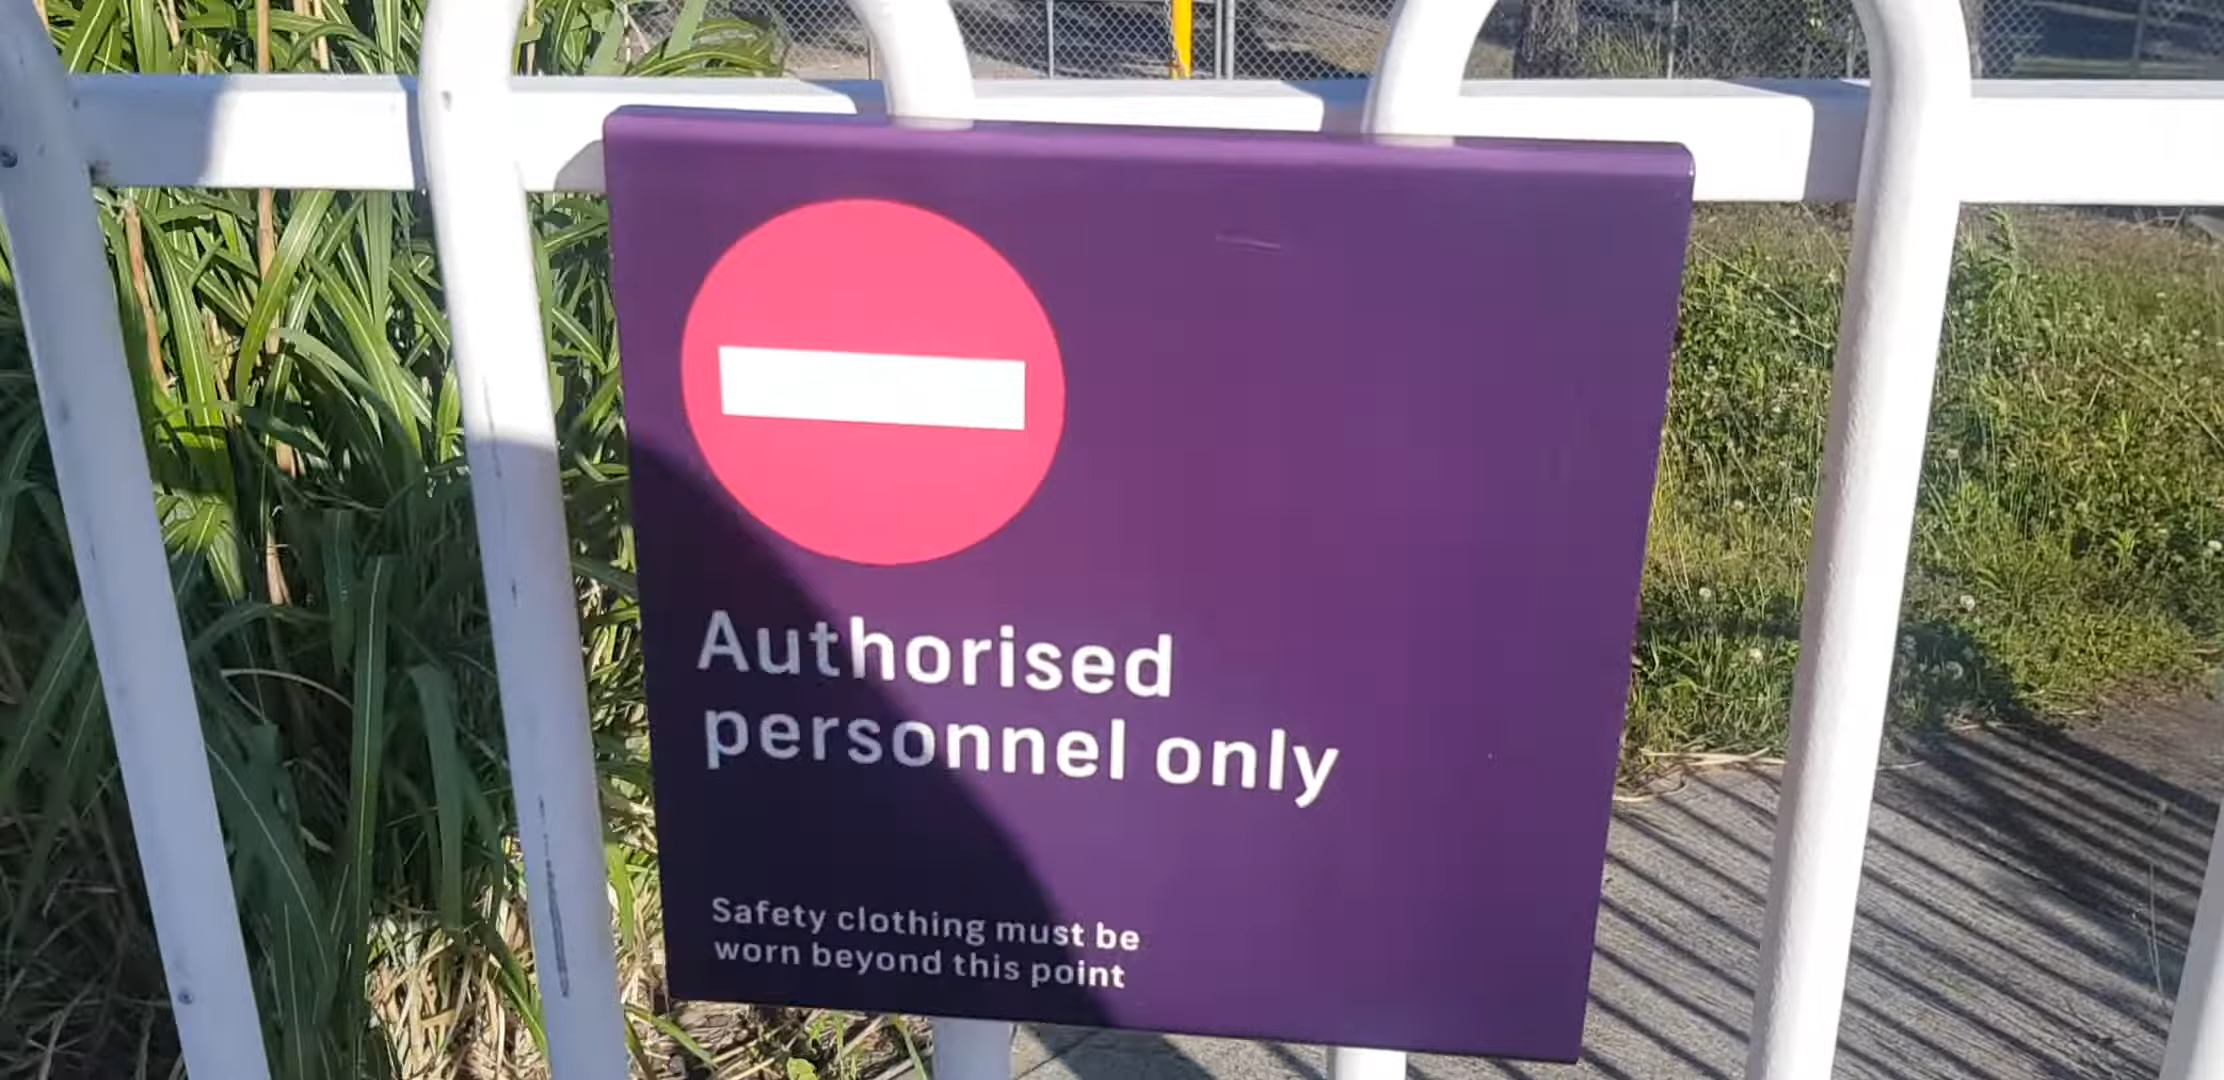 Authorised
personnel only
Safety clothing must be
worn beyond this point